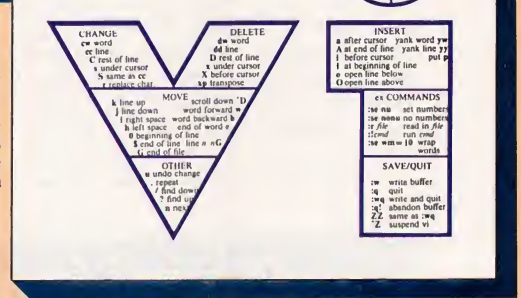 CHANGE
cw word
cc line
C rest of line
s under cursor
S same as cc
r replace char.
DELETE
dw word
dd line
D rest of line
x under cursor
X before cursor
xp transpose
MOVE
k line up scroll down ^D
j line down word forward w
l right space word backward b
h left space end of word e
0 beginning of line
$ end of line line n nG
G end of file
OTHER
u undo change
. repeat
/ find down
? find up
n next
INSERT
a after cursor yank word yw
A at end of line yank line yy
i before cursor put p
I at beginning of line
o open line below
O open line above
ex COMMANDS
:se nu set numbers
:se nonu no numbers
:r file read in file
:!cmd run cmd
:se wm=10 wrap
words
SAVE/QUIT
:w write buffer
:q quit
:wq write and quit
:q! abandon buffer
ZZ same as :wq
^Z suspend vi